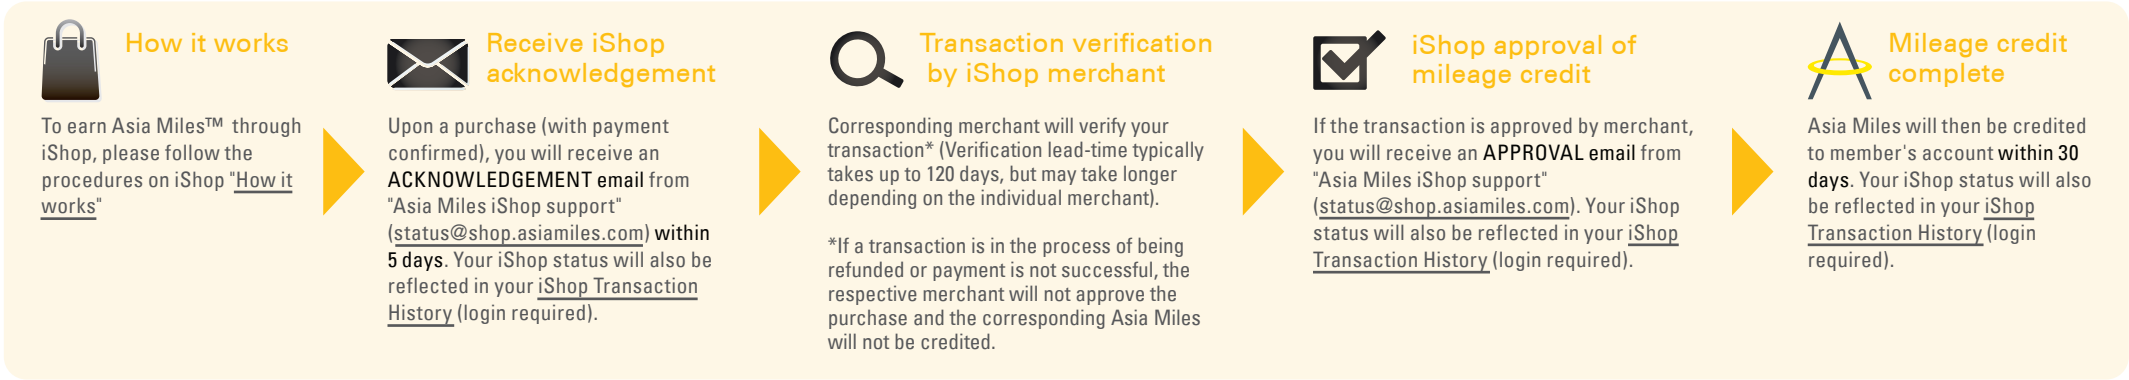 How it works
To earn Asia Miles™ through
iShop, please follow the
procedures on iShop "How it
works"
Receive iShop
acknowledgement
Upon a purchase (with payment
confirmed), you will receive an
ACKNOWLEDGEMENT email from
"Asia Miles iShop support"
(status@shop.asiamiles.com) within
5 days. Your iShop status will also be
reflected in your iShop Transaction
History (login required).
Transaction verification
by iShop merchant
Corresponding merchant will verify your
transaction* (Verification lead-time typically
takes up to 120 days, but may take longer
depending on the individual merchant).
*If a transaction is in the process of being
refunded or payment is not successful, the
respective merchant will not approve the
purchase and the corresponding Asia Miles
will not be credited.
iShop approval of
mileage credit
If the transaction is approved by merchant,
you will receive an APPROVAL email from
"Asia Miles iShop support"
(status@shop.asiamiles.com). Your iShop
status will also be reflected in your iShop
Transaction History (login required).
Mileage credit
complete
Asia Miles will then be credited
to member's account within 30
days. Your iShop status will also
be reflected in your iShop
Transaction History (login
required).